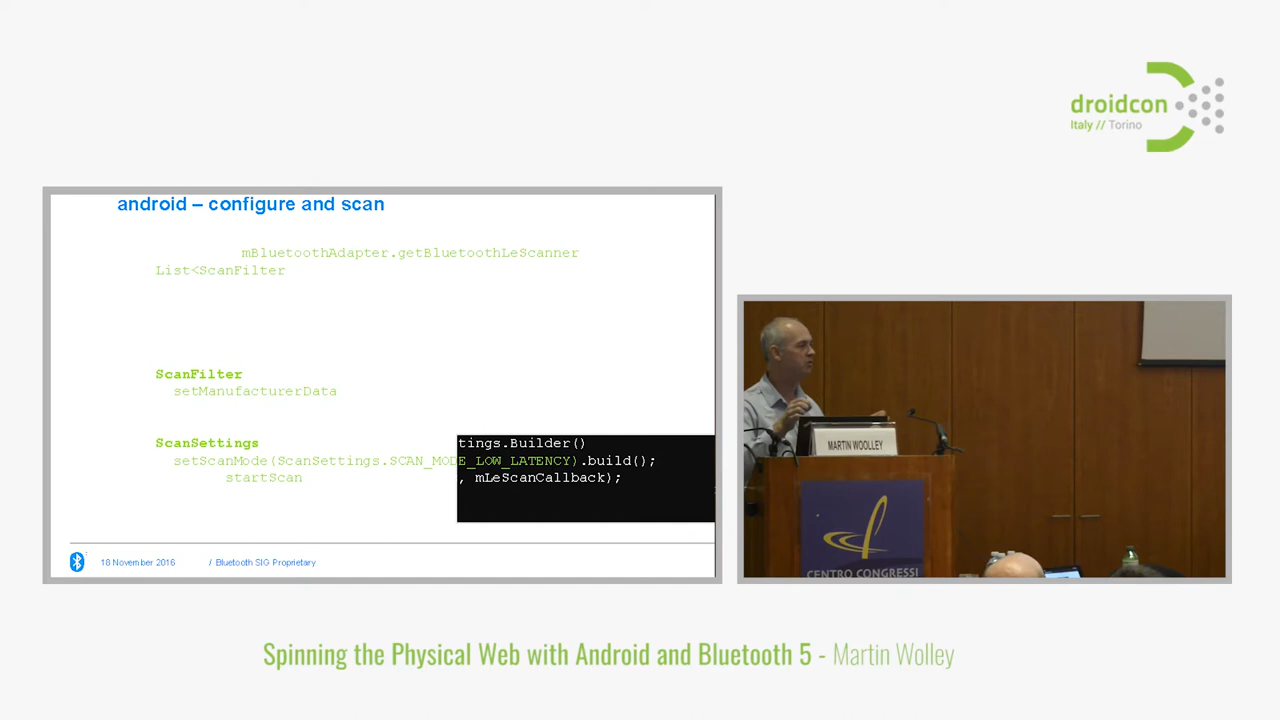 droidcon
Italy // Torino
android – configure and scan
mBluetoothAdapter.getBluetoothLeScanner
List<ScanFilter
ScanFilter
setManufacturerData
ScanSettings
tings.Builder()
setScanMode(ScanSettings.SCAN_MODE_LOW_LATENCY).build();
startScan
, mLeScanCallback);
18 November 2016 / Bluetooth SIG Proprietary
MARTIN WOOLLEY
CENTRO CONGRESSI
Spinning the Physical Web with Android and Bluetooth 5 - Martin Wolley